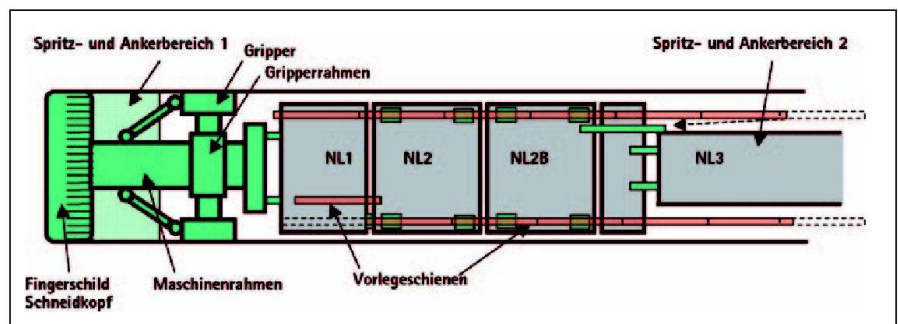 Spritz- und Ankerbereich 1
Gripper
Gripperrahmen
Spritz- und Ankerbereich 2
NL1
NL2
NL2B
NL3
Fingerschild
Schneidkopf
Maschinenrahmen
Vorlegeschienen